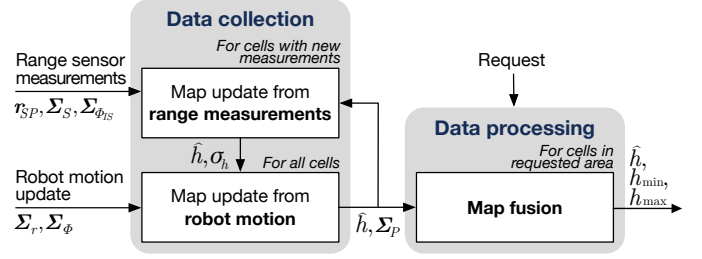 Data collection
For cells with new
measurements
Range sensor
measurements
r_SP, Σ_S, Σ_Φ_IS
Map update from
range measurements
ĥ, σ_h
For all cells
Robot motion
update
Σ_r, Σ_Φ
Map update from
robot motion
ĥ, Σ_P
Request
Data processing
For cells in
requested area
Map fusion
ĥ,
h_min,
h_max